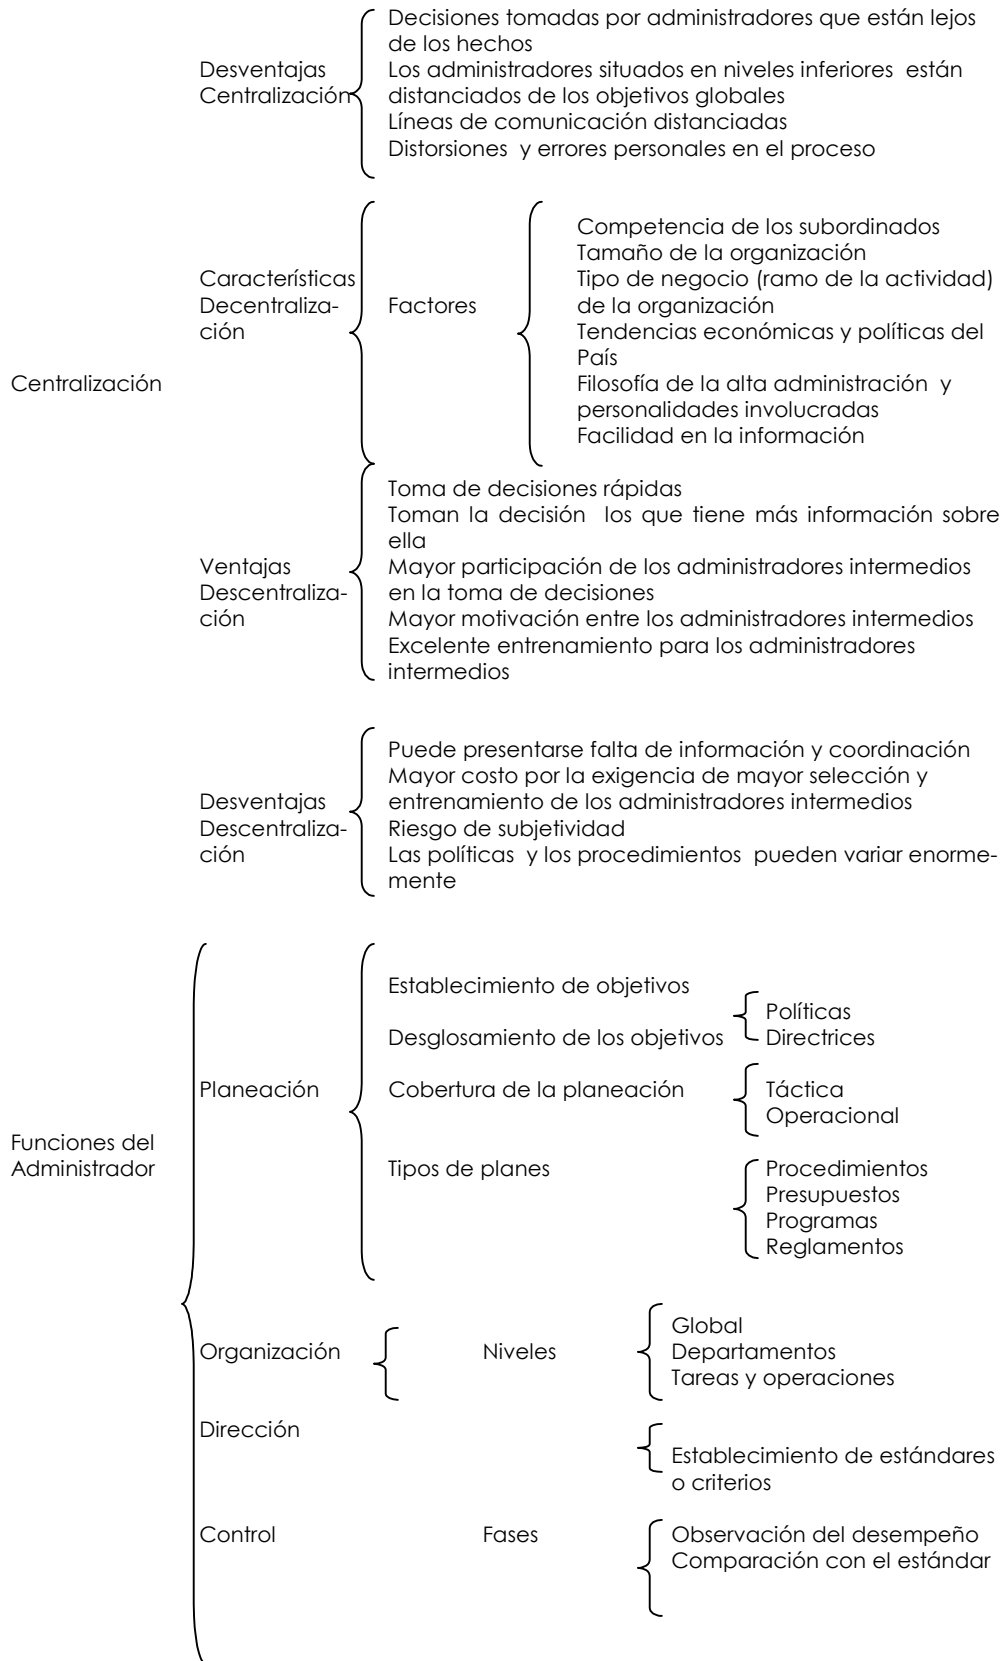 Decisiones tomadas por administradores que están lejos
de los hechos
Desventajas
Centralización
Los administradores situados en niveles inferiores están
distanciados de los objetivos globales
Líneas de comunicación distanciadas
Distorsiones y errores personales en el proceso
Centralización
Caracterísficas
Decentraliza-
ción
Factores
Competencia de los subordinados
Tamaño de la organización
Tipo de negocio (ramo de la actividad)
de la organización
Tendencias económicas y políticas del
País
Filosofía de la alta administración y
personalidades involucradas
Facilidad en la información
Ventajas
Descentraliza-
ción
Toma de decisiones rápidas
Toman la decisión los que tiene más información sobre
ella
Mayor participación de los administradores intermedios
en la toma de decisiones
Mayor motivación entre los administradores intermedios
Excelente entrenamiento para los administradores
intermedios
Desventajas
Descentraliza-
ción
Puede presentarse falta de información y coordinación
Mayor costo por la exigencia de mayor selección y
entrenamiento de los administradores intermedios
Riesgo de subjetividad
Las políticas y los procedimientos pueden variar enorme-
mente
Funciones del
Administrador
Planeación
Establecimiento de objetivos
Desglosamiento de los objetivos
Políticas
Directrices
Cobertura de la planeación
Táctica
Operacional
Tipos de planes
Procedimientos
Presupuestos
Programas
Reglamentos
Organización
Niveles
Global
Departamentos
Tareas y operaciones
Dirección
Establecimiento de estándares
o criterios
Control
Fases
Observación del desempeño
Comparación con el estándar